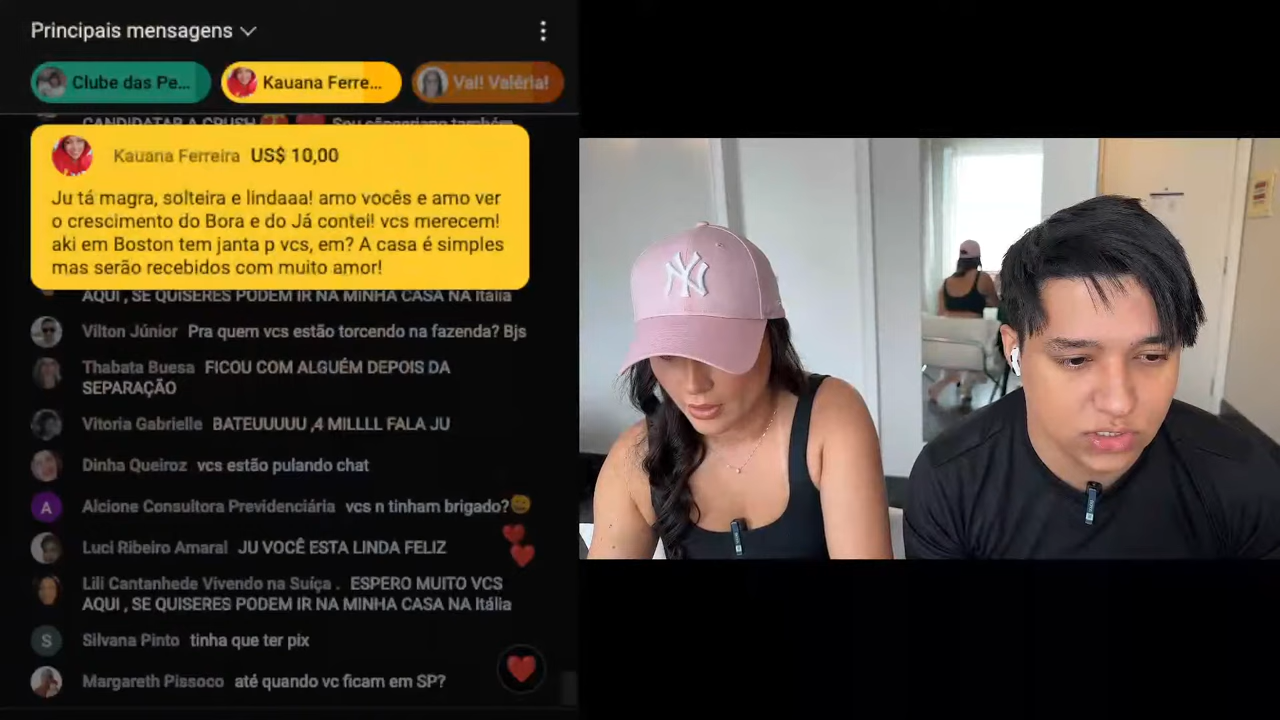 Principais mensagens
Clube das Pe...
Kauana Ferre...
Val! Valéria!
CANDIDATAR A CRUSH Sou sergipano também
Kauana Ferreira US$ 10,00
Ju tá magra, solteira e lindaaa! amo vocês e amo ver
o crescimento do Bora e do Já contei! vcs merecem!
aki em Boston tem janta p vcs, em? A casa é simples
mas serão recebidos com muito amor!
AQUI , SE QUISERES PODEM IR NA MINHA CASA NA Itália
Vilton Júnior Pra quem vcs estão torcendo na fazenda? Bjs
Thabata Buesa FICOU COM ALGUÉM DEPOIS DA
SEPARAÇÃO
Vitoria Gabrielle BATEUUUUU ,4 MILLLL FALA JU
Dinha Queiroz vcs estão pulando chat
A Alcione Consultora Previdenciária vcs n tinham brigado?
Luci Ribeiro Amaral JU VOCÊ ESTA LINDA FELIZ
Lili Cantanhede Vivendo na Suíça . ESPERO MUITO VCS
AQUI , SE QUISERES PODEM IR NA MINHA CASA NA Itália
S Silvana Pinto tinha que ter pix
Margareth Pissoco até quando vc ficam em SP?
NY